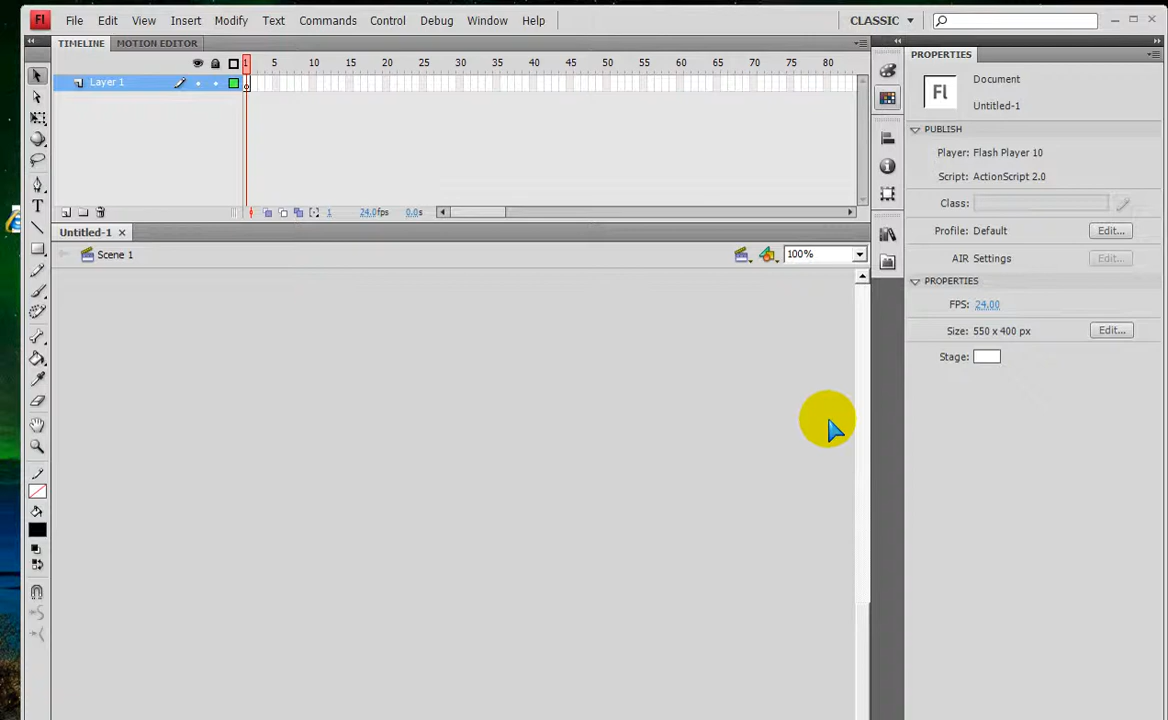 Fl File Edit View Insert Modify Text Commands Control Debug Window Help CLASSIC
TIMELINE MOTION EDITOR
1 5 10 15 20 25 30 35 40 45 50 55 60 65 70 75 80
Layer 1
1 24.0fps 0.0s
Untitled-1
Scene 1 100%
PROPERTIES
Fl
Document
Untitled-1
PUBLISH
Player: Flash Player 10
Script: ActionScript 2.0
Class:
Profile: Default Edit...
AIR Settings Edit...
PROPERTIES
FPS: 24.00
Size: 550 x 400 px Edit...
Stage: